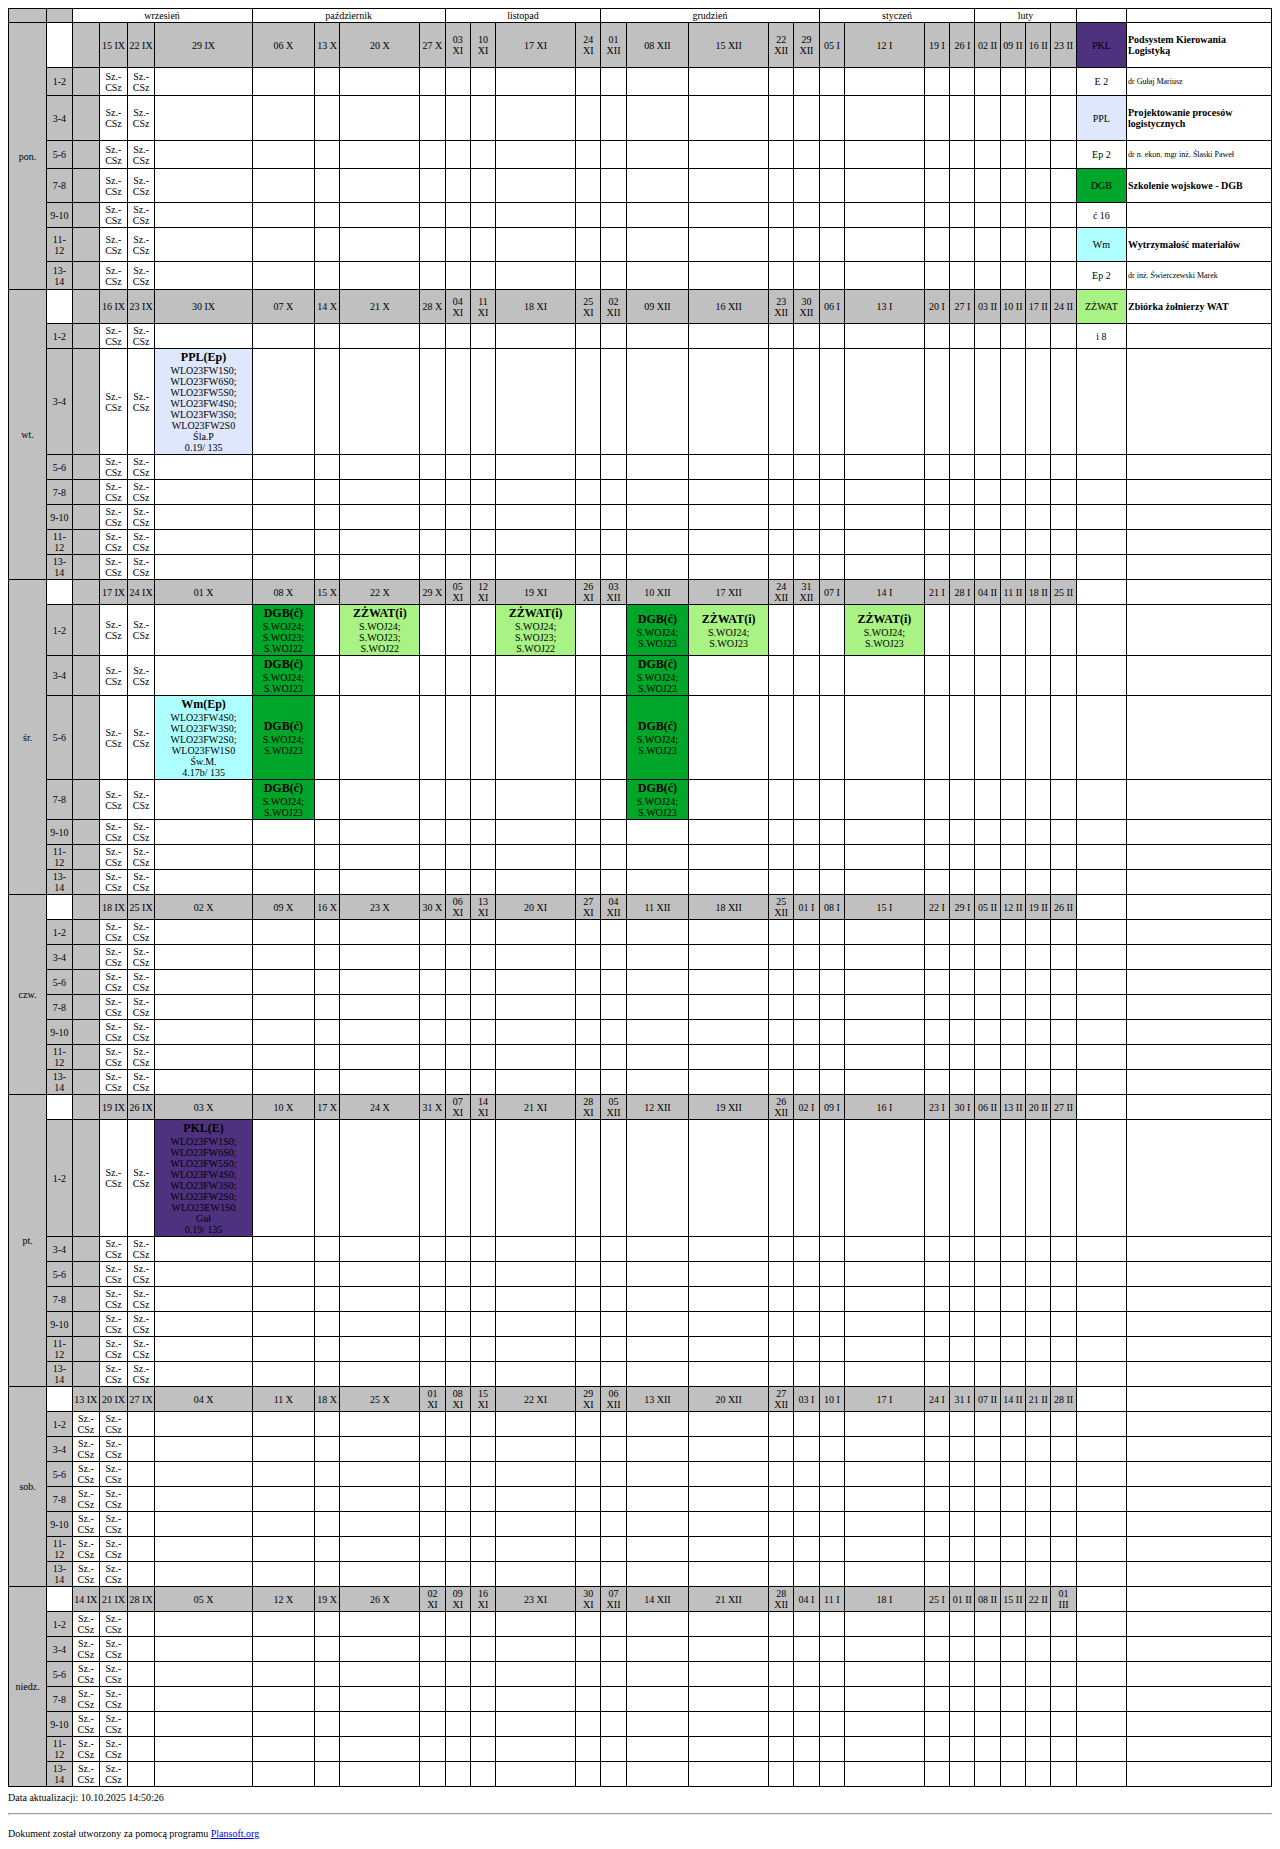 wrzesień październik listopad grudzień styczeń luty
pon. 15 IX 22 IX 29 IX 06 X 13 X 20 X 27 X 03 XI 10 XI 17 XI 24 XI 01 XII 08 XII 15 XII 22 XII 29 XII 05 I 12 I 19 I 26 I 02 II 09 II 16 II 23 II PKL Podsystem Kierowania Logistyką
1-2 Sz.-CSz Sz.-CSz E 2 dr Gułaj Mariusz
3-4 Sz.-CSz Sz.-CSz PPL Projektowanie procesów logistycznych
5-6 Sz.-CSz Sz.-CSz Ep 2 dr n. ekon. mgr inż. Ślaski Paweł
7-8 Sz.-CSz Sz.-CSz DGB Szkolenie wojskowe - DGB
9-10 Sz.-CSz Sz.-CSz ć 16
11-12 Sz.-CSz Sz.-CSz Wm Wytrzymałość materiałów
13-14 Sz.-CSz Sz.-CSz Ep 2 dr inż. Świerczewski Marek
wt. 16 IX 23 IX 30 IX 07 X 14 X 21 X 28 X 04 XI 11 XI 18 XI 25 XI 02 XII 09 XII 16 XII 23 XII 30 XII 06 I 13 I 20 I 27 I 03 II 10 II 17 II 24 II ZŻWAT Zbiórka żołnierzy WAT
1-2 Sz.-CSz Sz.-CSz i 8
3-4 Sz.-CSz Sz.-CSz PPL(Ep) WLO23FW1S0; WLO23FW6S0; WLO23FW5S0; WLO23FW4S0; WLO23FW3S0; WLO23FW2S0 Śla.P 0.19/ 135
5-6 Sz.-CSz Sz.-CSz
7-8 Sz.-CSz Sz.-CSz
9-10 Sz.-CSz Sz.-CSz
11-12 Sz.-CSz Sz.-CSz
13-14 Sz.-CSz Sz.-CSz
śr. 17 IX 24 IX 01 X 08 X 15 X 22 X 29 X 05 XI 12 XI 19 XI 26 XI 03 XII 10 XII 17 XII 24 XII 31 XII 07 I 14 I 21 I 28 I 04 II 11 II 18 II 25 II
1-2 Sz.-CSz Sz.-CSz DGB(ć) S.WOJ24; S.WOJ23; S.WOJ22 ZŻWAT(i) S.WOJ24; S.WOJ23; S.WOJ22 ZŻWAT(i) S.WOJ24; S.WOJ23; S.WOJ22 DGB(ć) S.WOJ24; S.WOJ23 ZŻWAT(i) S.WOJ24; S.WOJ23 ZŻWAT(i) S.WOJ24; S.WOJ23
3-4 Sz.-CSz Sz.-CSz DGB(ć) S.WOJ24; S.WOJ23 DGB(ć) S.WOJ24; S.WOJ23
5-6 Sz.-CSz Sz.-CSz Wm(Ep) WLO23FW4S0; WLO23FW3S0; WLO23FW2S0; WLO23FW1S0 Św.M. 4.17b/ 135 DGB(ć) S.WOJ24; S.WOJ23 DGB(ć) S.WOJ24; S.WOJ23
7-8 Sz.-CSz Sz.-CSz DGB(ć) S.WOJ24; S.WOJ23 DGB(ć) S.WOJ24; S.WOJ23
9-10 Sz.-CSz Sz.-CSz
11-12 Sz.-CSz Sz.-CSz
13-14 Sz.-CSz Sz.-CSz
czw. 18 IX 25 IX 02 X 09 X 16 X 23 X 30 X 06 XI 13 XI 20 XI 27 XI 04 XII 11 XII 18 XII 25 XII 01 I 08 I 15 I 22 I 29 I 05 II 12 II 19 II 26 II
1-2 Sz.-CSz Sz.-CSz
3-4 Sz.-CSz Sz.-CSz
5-6 Sz.-CSz Sz.-CSz
7-8 Sz.-CSz Sz.-CSz
9-10 Sz.-CSz Sz.-CSz
11-12 Sz.-CSz Sz.-CSz
13-14 Sz.-CSz Sz.-CSz
pt. 19 IX 26 IX 03 X 10 X 17 X 24 X 31 X 07 XI 14 XI 21 XI 28 XI 05 XII 12 XII 19 XII 26 XII 02 I 09 I 16 I 23 I 30 I 06 II 13 II 20 II 27 II
1-2 Sz.-CSz Sz.-CSz PKL(E) WLO23FW1S0; WLO23FW6S0; WLO23FW5S0; WLO23FW4S0; WLO23FW3S0; WLO23FW2S0; WLO23EW1S0 Guł 0.19/ 135
3-4 Sz.-CSz Sz.-CSz
5-6 Sz.-CSz Sz.-CSz
7-8 Sz.-CSz Sz.-CSz
9-10 Sz.-CSz Sz.-CSz
11-12 Sz.-CSz Sz.-CSz
13-14 Sz.-CSz Sz.-CSz
sob. 13 IX 20 IX 27 IX 04 X 11 X 18 X 25 X 01 XI 08 XI 15 XI 22 XI 29 XI 06 XII 13 XII 20 XII 27 XII 03 I 10 I 17 I 24 I 31 I 07 II 14 II 21 II 28 II
1-2 Sz.-CSz Sz.-CSz
3-4 Sz.-CSz Sz.-CSz
5-6 Sz.-CSz Sz.-CSz
7-8 Sz.-CSz Sz.-CSz
9-10 Sz.-CSz Sz.-CSz
11-12 Sz.-CSz Sz.-CSz
13-14 Sz.-CSz Sz.-CSz
niedz. 14 IX 21 IX 28 IX 05 X 12 X 19 X 26 X 02 XI 09 XI 16 XI 23 XI 30 XI 07 XII 14 XII 21 XII 28 XII 04 I 11 I 18 I 25 I 01 II 08 II 15 II 22 II 01 III
1-2 Sz.-CSz Sz.-CSz
3-4 Sz.-CSz Sz.-CSz
5-6 Sz.-CSz Sz.-CSz
7-8 Sz.-CSz Sz.-CSz
9-10 Sz.-CSz Sz.-CSz
11-12 Sz.-CSz Sz.-CSz
13-14 Sz.-CSz Sz.-CSz
Data aktualizacji: 10.10.2025 14:50:26
Dokument został utworzony za pomocą programu Plansoft.org